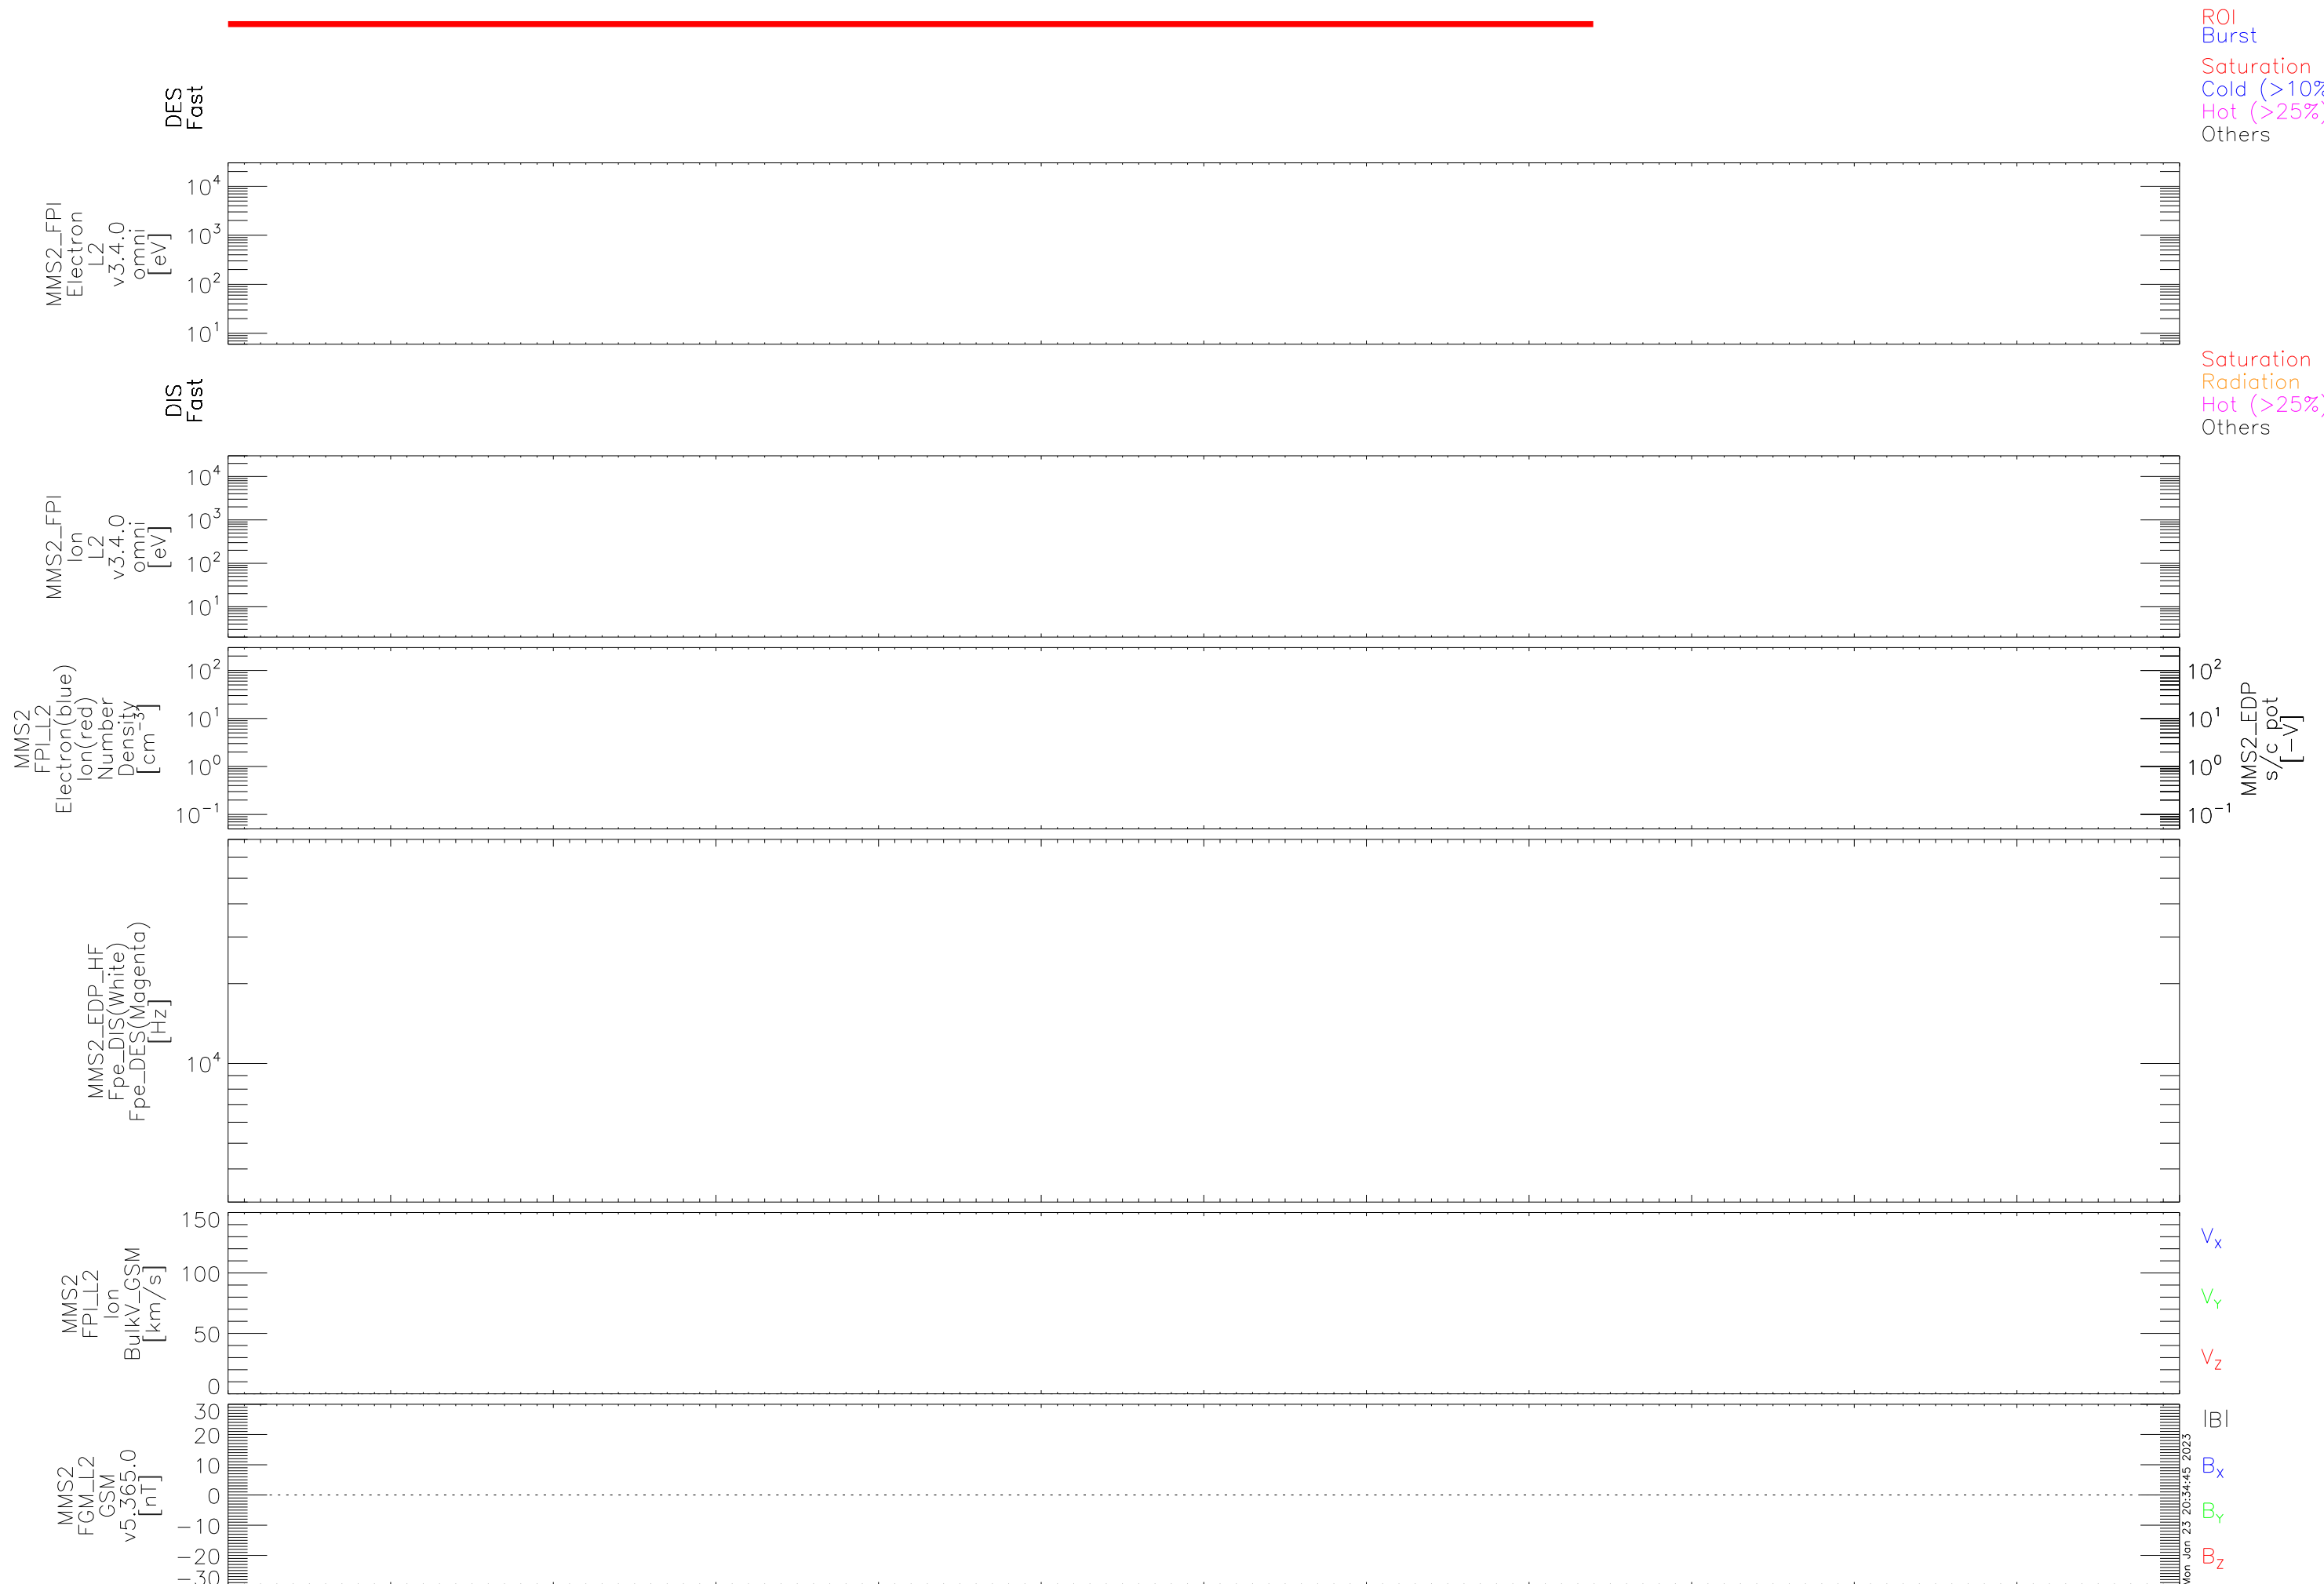 ROI
Burst
Saturation
Cold (>10%
Hot (>25%)
Others
DES
Fast
MMS2_FPI
Electron
L2
v3.4.0
omni
[eV]
10^4
10^3
10^2
10^1
Saturation
Radiation
Hot (>25%)
Others
DIS
Fast
MMS2_FPI
Ion
L2
v3.4.0
omni
[eV]
10^4
10^3
10^2
10^1
MMS2
FPI_L2
Electron(blue)
Ion(red)
Number
Density
[cm^-3]
10^2
10^1
10^0
10^-1
10^2
10^1
10^0
10^-1
MMS2_EDP
s/c pot
[-V]
MMS2_EDP_HF
Fpe_DIS(White)
Fpe_DES(Magenta)
[Hz]
10^4
MMS2
FPI_L2
Ion
BulkV_GSM
[km/s]
150
100
50
0
V_X
V_Y
V_Z
MMS2
FGM_L2
GSM
v5.365.0
[nT]
30
20
10
0
-10
-20
-30
|B|
B_X
B_Y
B_Z
Mon Jan 23 20:34:45 2023